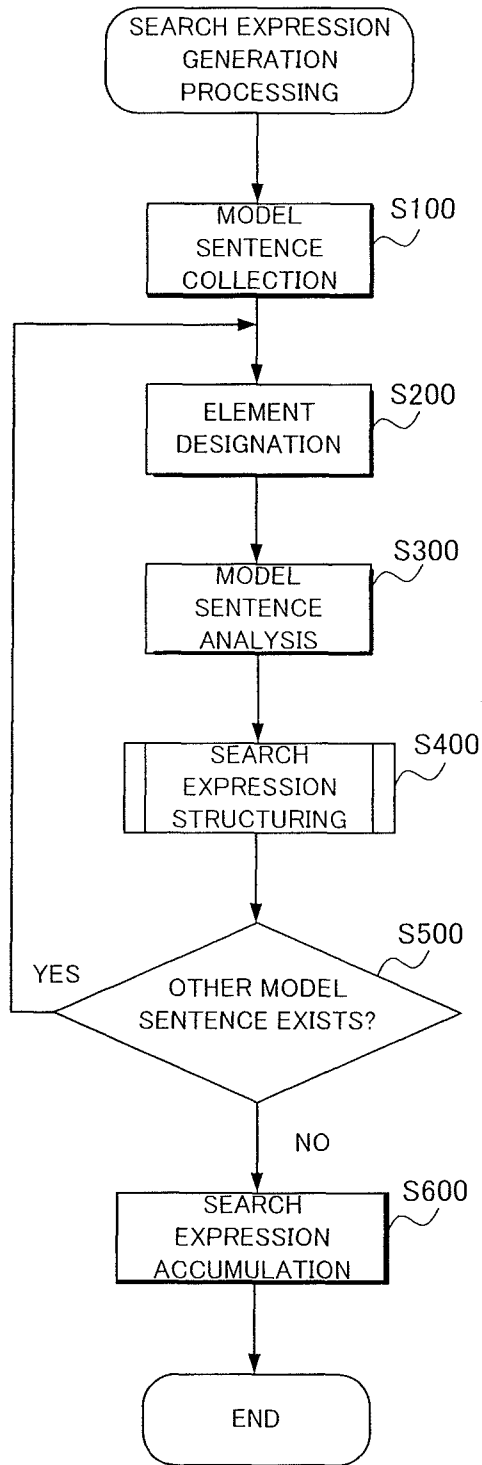 SEARCH EXPRESSION
GENERATION
PROCESSING
S100
MODEL
SENTENCE
COLLECTION
S200
ELEMENT
DESIGNATION
S300
MODEL
SENTENCE
ANALYSIS
S400
SEARCH
EXPRESSION
STRUCTURING
S500
YES
OTHER MODEL
SENTENCE EXISTS?
NO
S600
SEARCH
EXPRESSION
ACCUMULATION
END